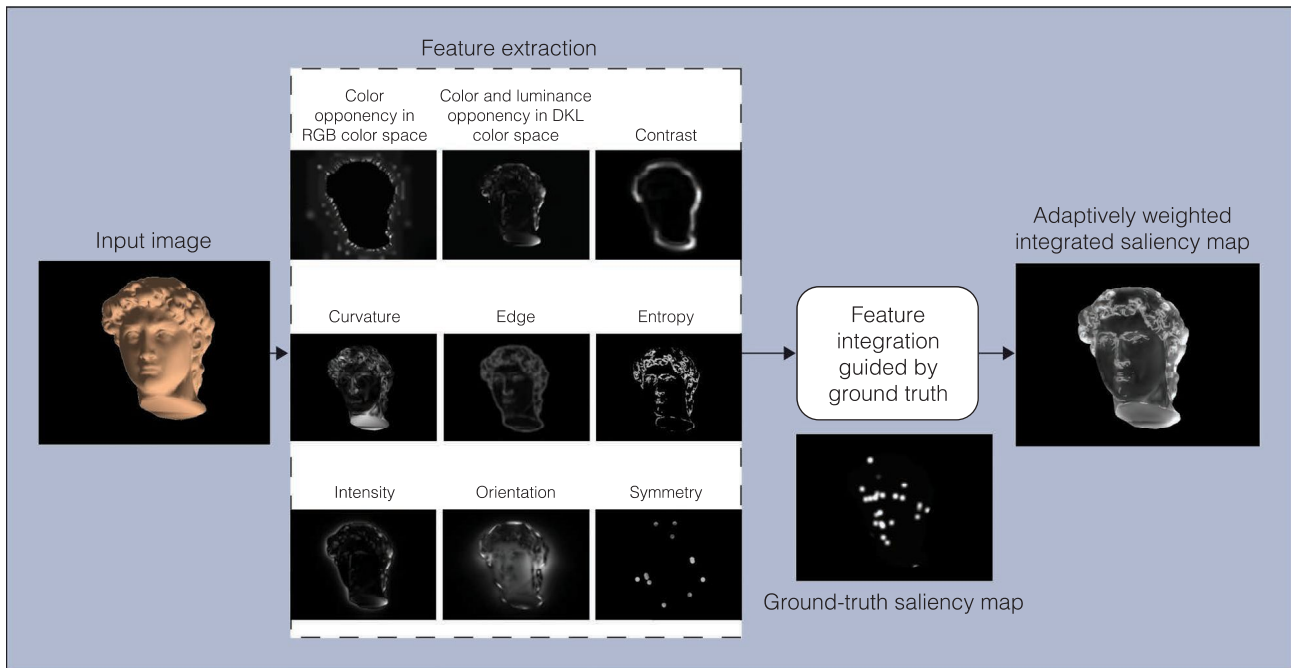 Feature extraction
Color
opponency in
RGB color space
Color and luminance
opponency in DKL
color space
Contrast
Input image
Curvature
Edge
Entropy
Intensity
Orientation
Symmetry
Feature
integration
guided by
ground truth
Ground-truth saliency map
Adaptively weighted
integrated saliency map